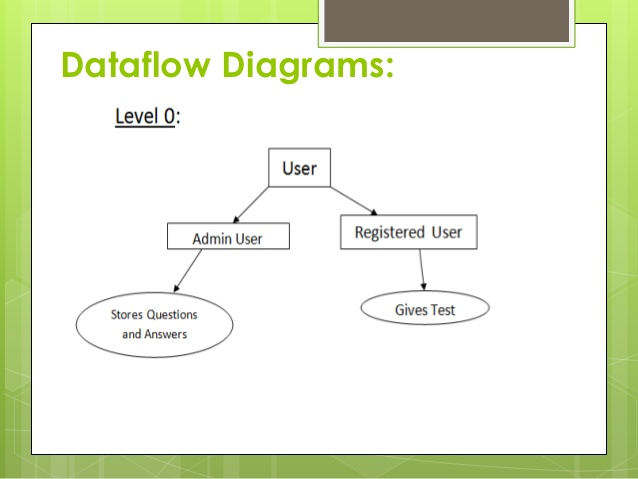 Dataflow Diagrams:
Level 0:
User
Admin User
Registered User
Stores Questions
and Answers
Gives Test